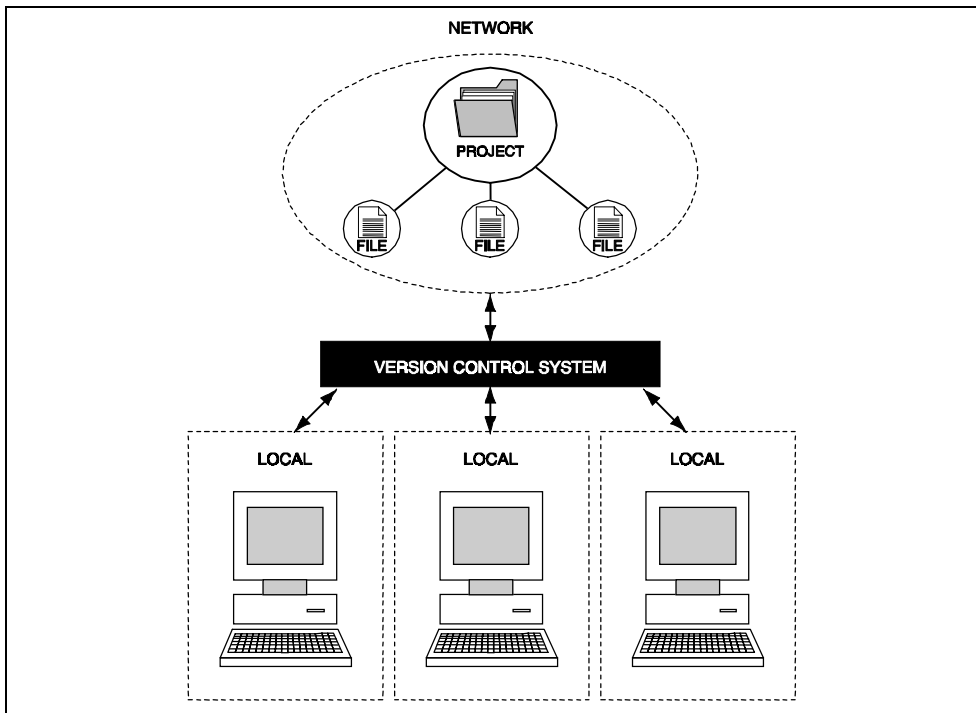 NETWORK
PROJECT
FILE
FILE
FILE
VERSION CONTROL SYSTEM
LOCAL
LOCAL
LOCAL